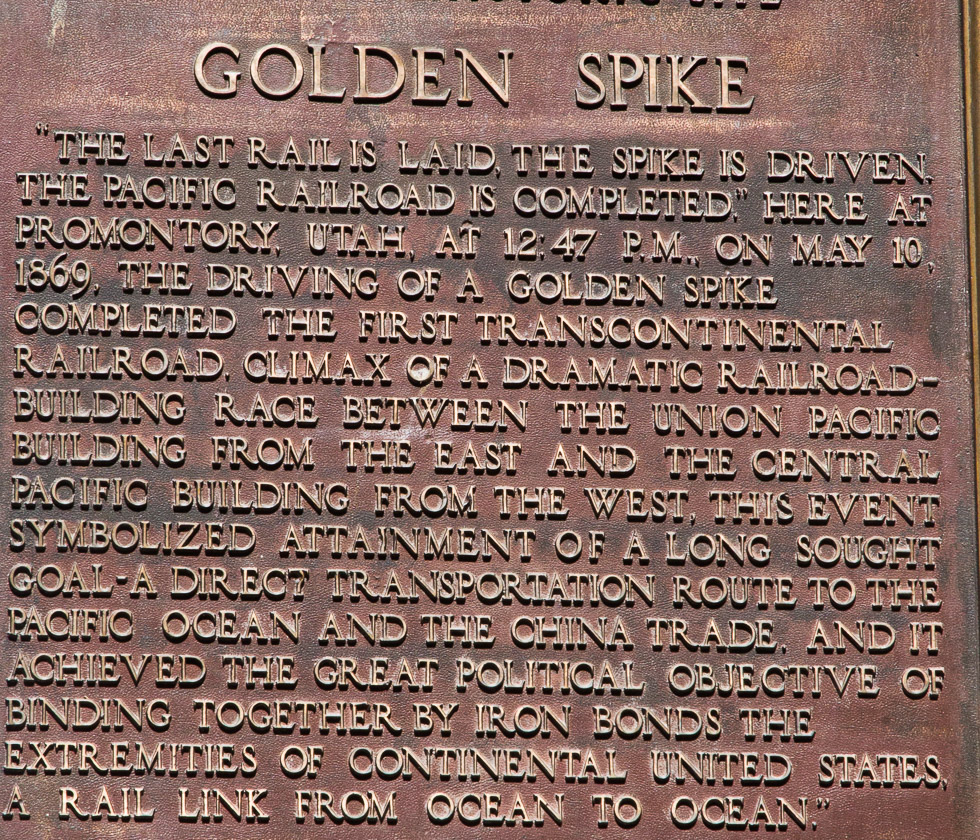 GOLDEN SPIKE
"THE LAST RAIL IS LAID, THE SPIKE IS DRIVEN,
THE PACIFIC RAILROAD IS COMPLETED." HERE AT
PROMONTORY, UTAH, AT 12:47 P.M., ON MAY 10,
1869, THE DRIVING OF A GOLDEN SPIKE
COMPLETED THE FIRST TRANSCONTINENTAL
RAILROAD, CLIMAX OF A DRAMATIC RAILROAD-
BUILDING RACE BETWEEN THE UNION PACIFIC
BUILDING FROM THE EAST AND THE CENTRAL
PACIFIC BUILDING FROM THE WEST, THIS EVENT
SYMBOLIZED ATTAINMENT OF A LONG SOUGHT
GOAL-A DIRECT TRANSPORTATION ROUTE TO THE
PACIFIC OCEAN AND THE CHINA TRADE. AND IT
ACHIEVED THE GREAT POLITICAL OBJECTIVE OF
BINDING TOGETHER BY IRON BONDS THE
EXTREMITIES OF CONTINENTAL UNITED STATES,
A RAIL LINK FROM OCEAN TO OCEAN."